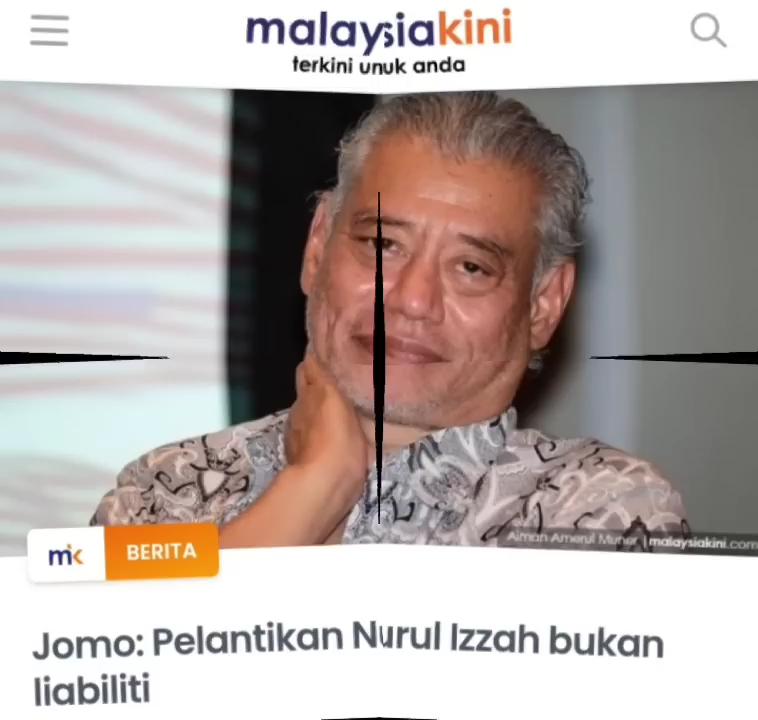 malaysiakini
terkini unuk anda
Aiman Amerul Muner | malaysiakini.com
mk BERITA
Jomo: Pelantikan Nurul Izzah bukan
liabiliti